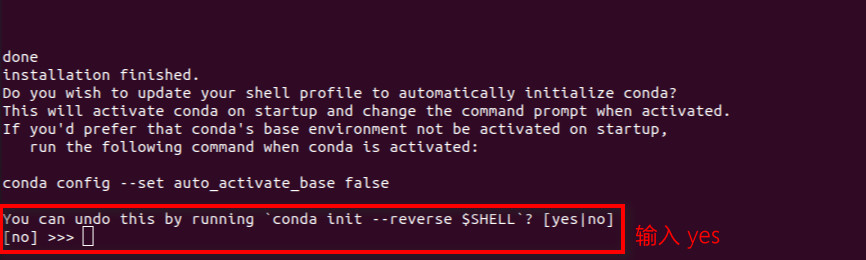 done
installation finished.
Do you wish to update your shell profile to automatically initialize conda?
This will activate conda on startup and change the command prompt when activated.
If you'd prefer that conda's base environment not be activated on startup,
   run the following command when conda is activated:

conda config --set auto_activate_base false

You can undo this by running `conda init --reverse $SHELL`? [yes|no]
[no] >>>
输入 yes